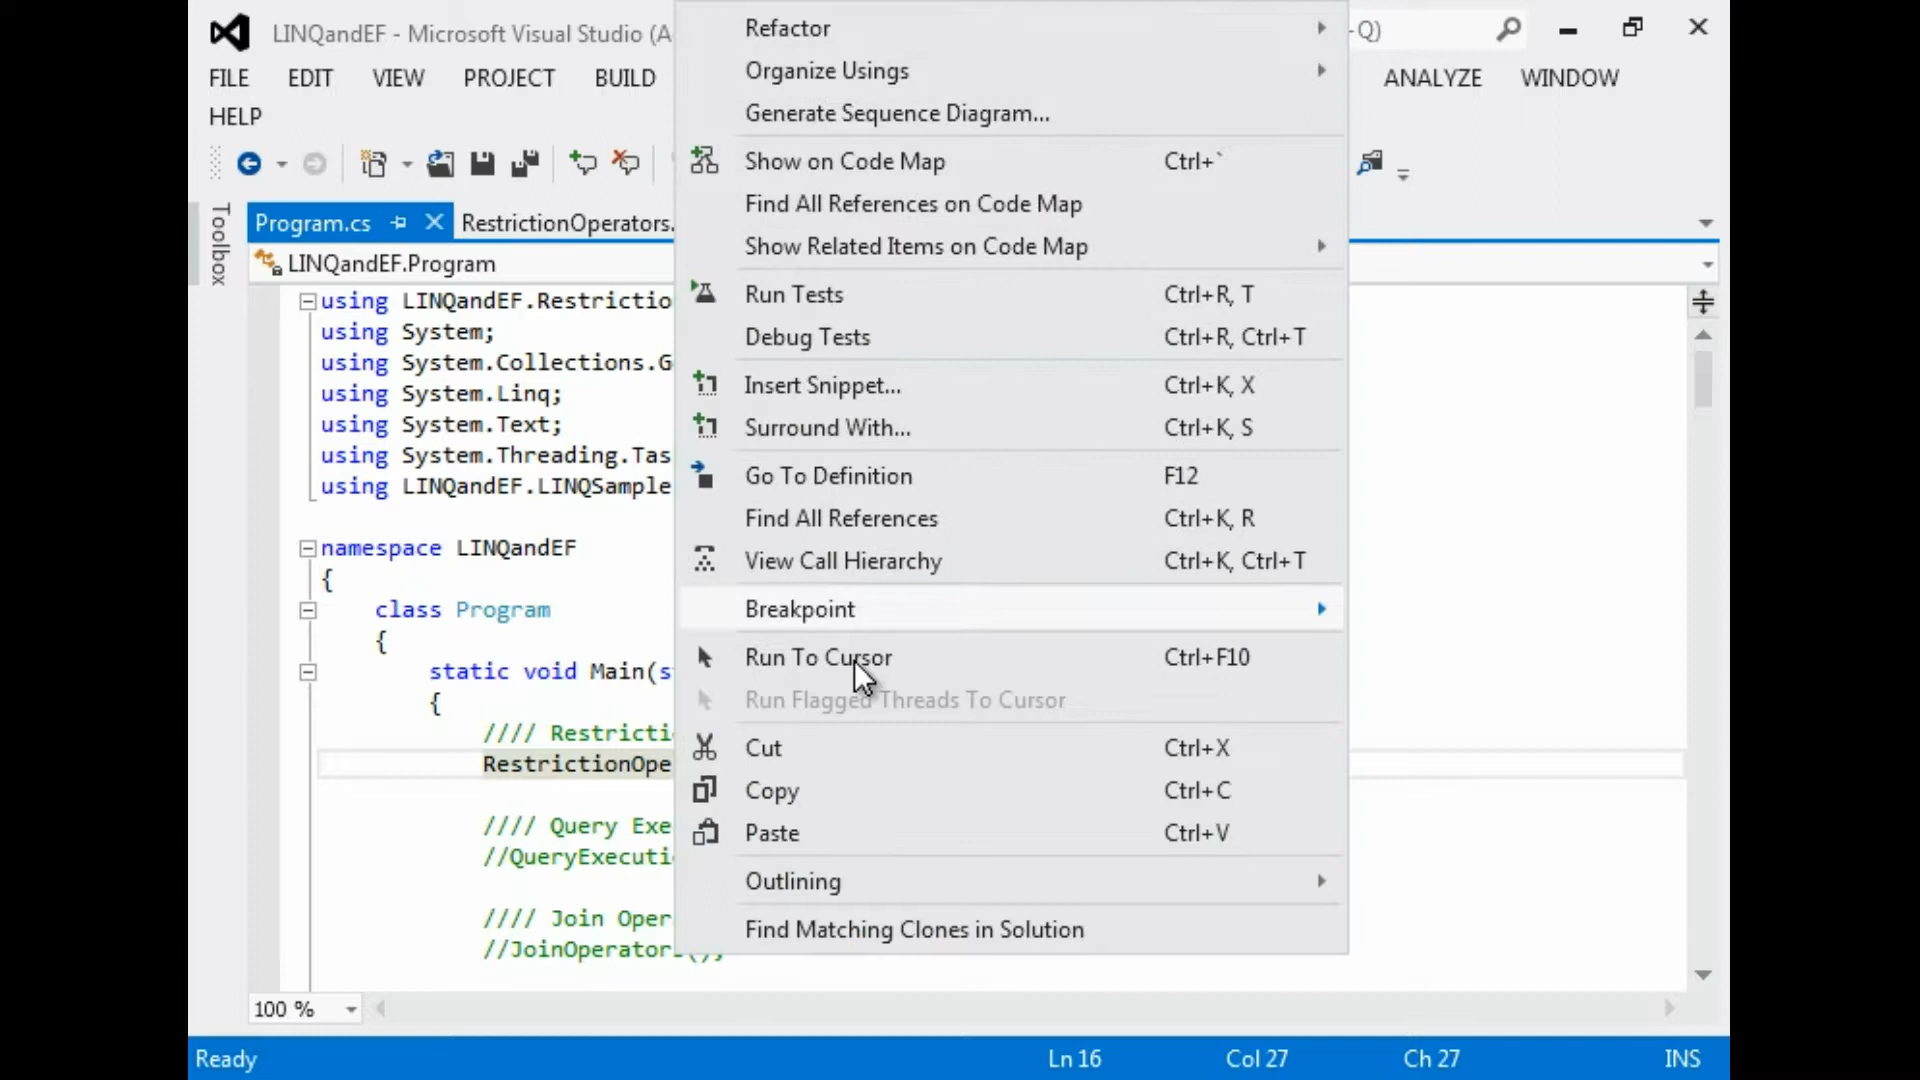 LINQandEF - Microsoft Visual Studio (A
-Q)
FILE EDIT VIEW PROJECT BUILD ANALYZE WINDOW
HELP
Toolbox
Program.cs RestrictionOperators.
LINQandEF.Program
using LINQandEF.Restrictio
using System;
using System.Collections.G
using System.Linq;
using System.Text;
using System.Threading.Tas
using LINQandEF.LINQSample
namespace LINQandEF
{
class Program
{
static void Main(s
{
//// Restricti
RestrictionOpe
//// Query Exe
//QueryExecuti
//// Join Oper
//JoinOperators();
Refactor
Organize Usings
Generate Sequence Diagram...
Show on Code Map Ctrl+`
Find All References on Code Map
Show Related Items on Code Map
Run Tests Ctrl+R, T
Debug Tests Ctrl+R, Ctrl+T
Insert Snippet... Ctrl+K, X
Surround With... Ctrl+K, S
Go To Definition F12
Find All References Ctrl+K, R
View Call Hierarchy Ctrl+K, Ctrl+T
Breakpoint
Run To Cursor Ctrl+F10
Run Flagged Threads To Cursor
Cut Ctrl+X
Copy Ctrl+C
Paste Ctrl+V
Outlining
Find Matching Clones in Solution
100 %
Ready Ln 16 Col 27 Ch 27 INS